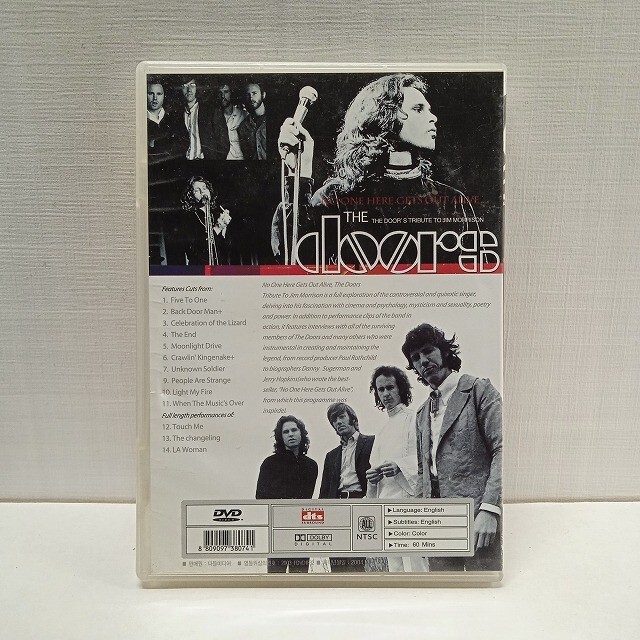 ONE HERE GETS OUT ALIVE
THE
THE DOOR'S TRIBUTE TO JIM MORRISON
doors
Features Cuts from:
1. Five To One
2. Back Door Man+
3. Celebration of the Lizard
4. The End
5. Moonlight Drive
6. Crawlin' Kingenake+
7. Unknown Soldier
8. People Are Strange
10. Light My Fire
11. When The Music's Over
Full length performances of:
12. Touch Me
13. The changeling
14. LA Woman
No One Here Gets Out Alive, The Doors
Tribute To Jim Morrison is a full exploration of the controversial and quixotic singer,
delving into his fascination with cinema and psychology, mysticism and sexuality, poetry
and power. In addition to performance clips of the band in
action, it features interviews with all of the surviving
members of The Doors and many others who were
instrumental in creating and maintaining the
legend, from record producer Paul Rothchild
to biographers Danny Sugerman and
Jerry Hopkins(who wrote the best-
seller, "No One Here Gets Out Alive",
from which this programme was
inspired).
DVD
VIDEO
8 809097 380741
DIGITAL
dts
SURROUND
DOLBY
DIGITAL
ALL
NTSC
Language: English
Subtitles: English
Color: Color
Time: 60 Mins